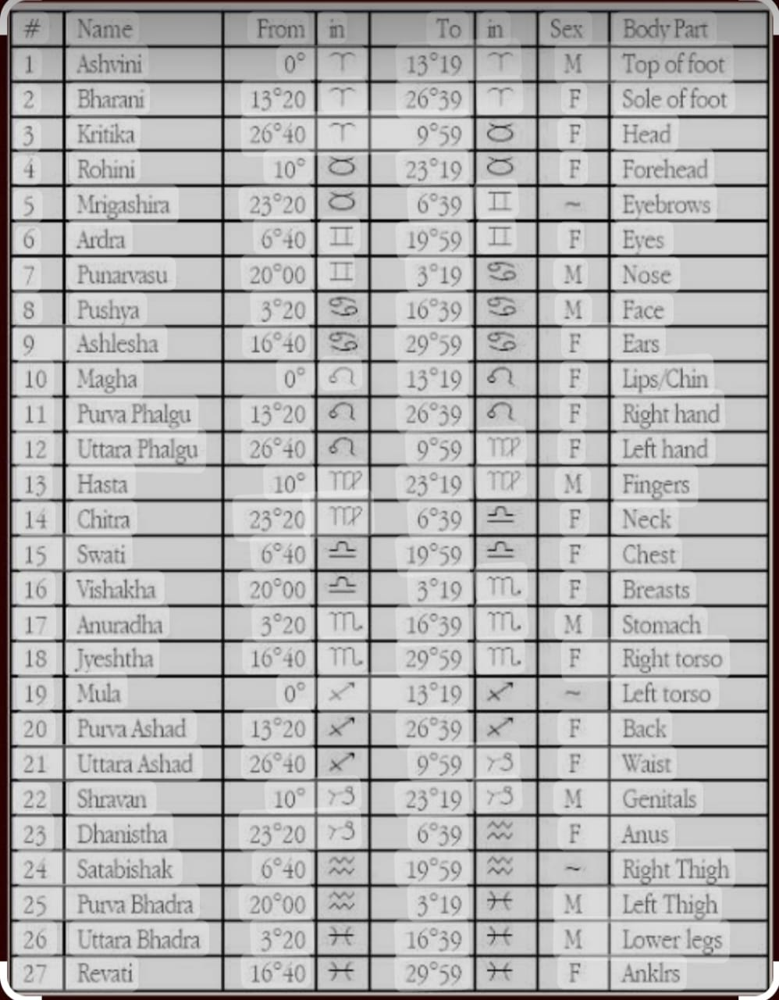 # Name From in To in Sex Body Part
1 Ashvini 0° ♈ 13°19 ♈ M Top of foot
2 Bharani 13°20 ♈ 26°39 ♈ F Sole of foot
3 Kritika 26°40 ♈ 9°59 ♉ F Head
4 Rohini 10° ♉ 23°19 ♉ F Forehead
5 Mrigashira 23°20 ♉ 6°39 ♊ ~ Eyebrows
6 Ardra 6°40 ♊ 19°59 ♊ F Eyes
7 Punarvasu 20°00 ♊ 3°19 ♋ M Nose
8 Pushya 3°20 ♋ 16°39 ♋ M Face
9 Ashlesha 16°40 ♋ 29°59 ♋ F Ears
10 Magha 0° ♌ 13°19 ♌ F Lips/Chin
11 Purva Phalgu 13°20 ♌ 26°39 ♌ F Right hand
12 Uttara Phalgu 26°40 ♌ 9°59 ♍ F Left hand
13 Hasta 10° ♍ 23°19 ♍ M Fingers
14 Chitra 23°20 ♍ 6°39 ♎ F Neck
15 Swati 6°40 ♎ 19°59 ♎ F Chest
16 Vishakha 20°00 ♎ 3°19 ♏ F Breasts
17 Anuradha 3°20 ♏ 16°39 ♏ M Stomach
18 Jyeshtha 16°40 ♏ 29°59 ♏ F Right torso
19 Mula 0° ♐ 13°19 ♐ ~ Left torso
20 Purva Ashad 13°20 ♐ 26°39 ♐ F Back
21 Uttara Ashad 26°40 ♐ 9°59 ♑ F Waist
22 Shravan 10° ♑ 23°19 ♑ M Genitals
23 Dhanistha 23°20 ♑ 6°39 ♒ F Anus
24 Satabishak 6°40 ♒ 19°59 ♒ ~ Right Thigh
25 Purva Bhadra 20°00 ♒ 3°19 ♓ M Left Thigh
26 Uttara Bhadra 3°20 ♓ 16°39 ♓ M Lower legs
27 Revati 16°40 ♓ 29°59 ♓ F Anklrs